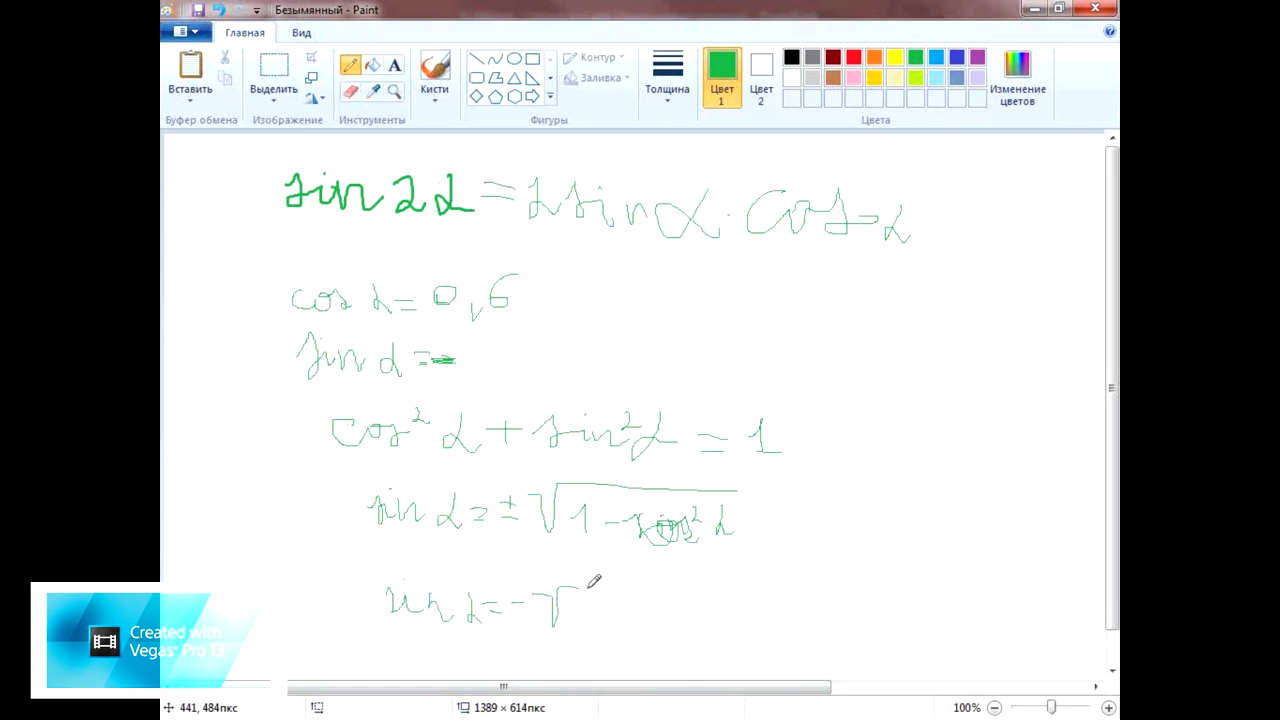 Безымянный - Paint
Главная Вид
Вставить
Выделить
Кисти
Контур
Заливка
Толщина
Цвет 1
Цвет 2
Изменение цветов
Буфер обмена Изображение Инструменты Фигуры Цвета
sin 2α = 2 sin α · cos α
cos α = 0,6
sin α =
cos² α + sin² α = 1
sin α = ± √1 - cos² α
sin α = - √
Created with
Vegas Pro 13
441, 484пкс
1389 × 614пкс
100%